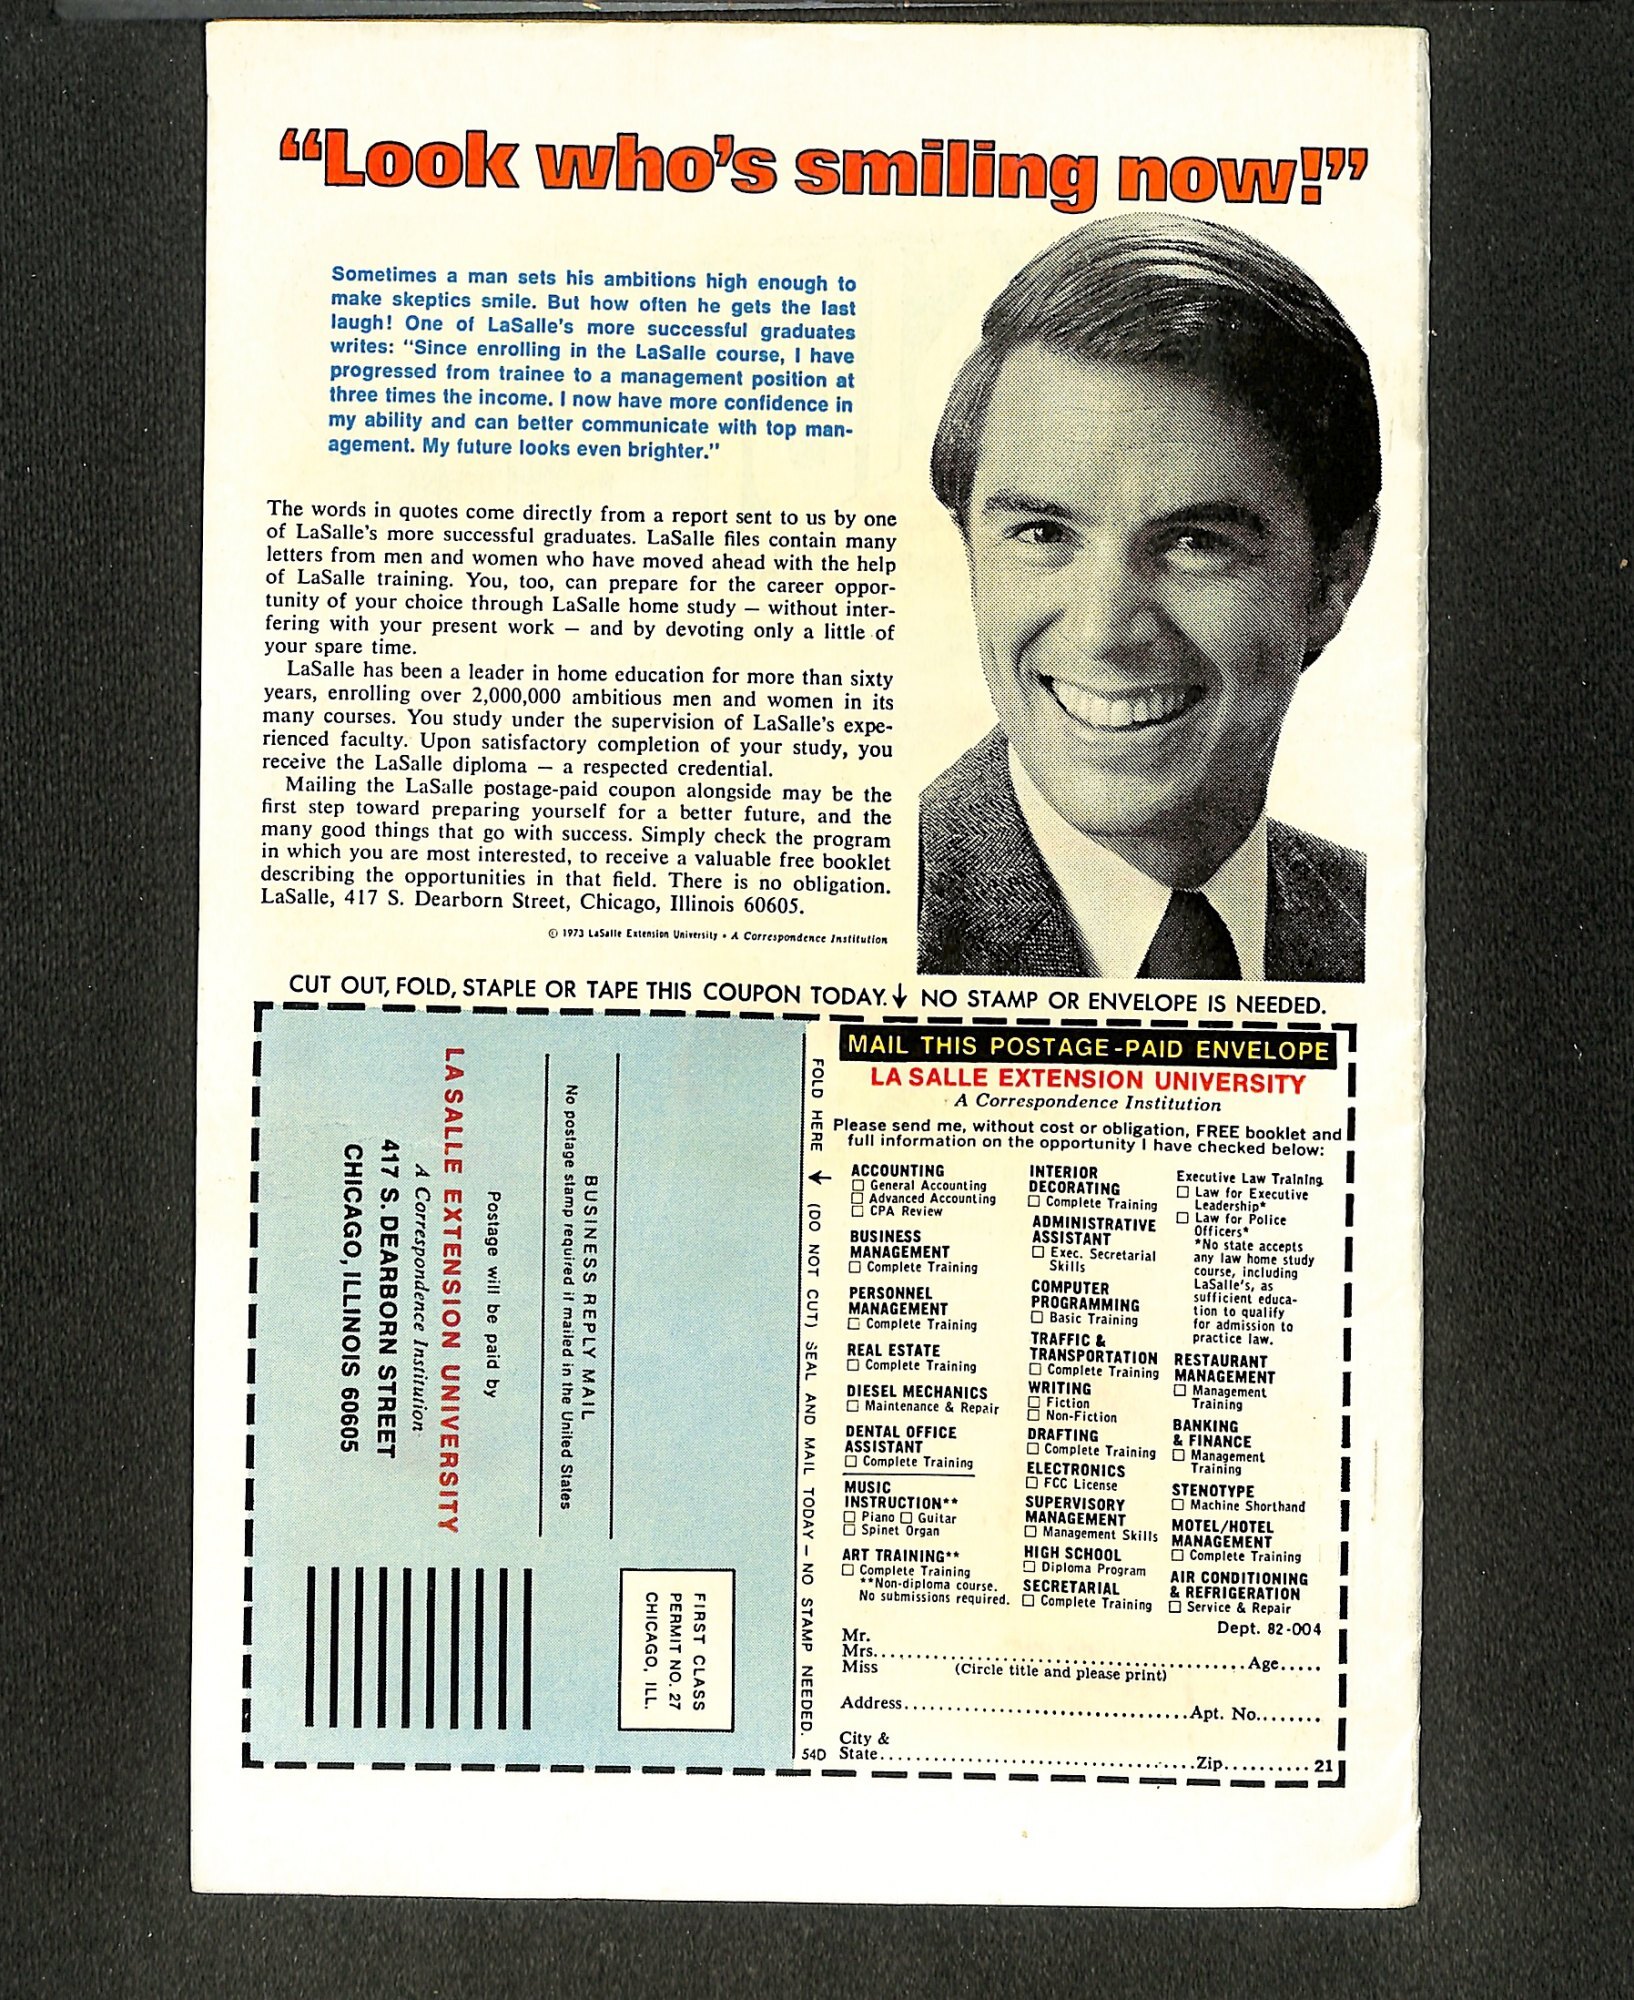 “Look who’s smiling now!”
Sometimes a man sets his ambitions high enough to
make skeptics smile. But how often he gets the last
laugh! One of LaSalle’s more successful graduates
writes: “Since enrolling in the LaSalle course, I have
progressed from trainee to a management position at
three times the income. I now have more confidence in
my ability and can better communicate with top man-
agement. My future looks even brighter.”
The words in quotes come directly from a report sent to us by one
of LaSalle’s more successful graduates. LaSalle files contain many
letters from men and women who have moved ahead with the help
of LaSalle training. You, too, can prepare for the career oppor-
tunity of your choice through LaSalle home study — without inter-
fering with your present work — and by devoting only a little of
your spare time.
LaSalle has been a leader in home education for more than sixty
years, enrolling over 2,000,000 ambitious men and women in its
many courses. You study under the supervision of LaSalle’s expe-
rienced faculty. Upon satisfactory completion of your study, you
receive the LaSalle diploma — a respected credential.
Mailing the LaSalle postage-paid coupon alongside may be the
first step toward preparing yourself for a better future, and the
many good things that go with success. Simply check the program
in which you are most interested, to receive a valuable free booklet
describing the opportunities in that field. There is no obligation.
LaSalle, 417 S. Dearborn Street, Chicago, Illinois 60605.
© 1973 LaSalle Extension University • A Correspondence Institution
CUT OUT, FOLD, STAPLE OR TAPE THIS COUPON TODAY. ↓ NO STAMP OR ENVELOPE IS NEEDED.
FIRST CLASS
PERMIT NO. 27
CHICAGO, ILL.
BUSINESS REPLY MAIL
No postage stamp required if mailed in the United States
Postage will be paid by
LA SALLE EXTENSION UNIVERSITY
A Correspondence Institution
417 S. DEARBORN STREET
CHICAGO, ILLINOIS 60605
FOLD HERE ↓ (DO NOT CUT) SEAL AND MAIL TODAY — NO STAMP NEEDED.
54D
MAIL THIS POSTAGE-PAID ENVELOPE
LA SALLE EXTENSION UNIVERSITY
A Correspondence Institution
Please send me, without cost or obligation, FREE booklet and
full information on the opportunity I have checked below:
ACCOUNTING
☐ General Accounting
☐ Advanced Accounting
☐ CPA Review
BUSINESS
MANAGEMENT
☐ Complete Training
PERSONNEL
MANAGEMENT
☐ Complete Training
REAL ESTATE
☐ Complete Training
DIESEL MECHANICS
☐ Maintenance & Repair
DENTAL OFFICE
ASSISTANT
☐ Complete Training
MUSIC
INSTRUCTION**
☐ Piano ☐ Guitar
☐ Spinet Organ
ART TRAINING**
☐ Complete Training
**Non-diploma course.
No submissions required.
INTERIOR
DECORATING
☐ Complete Training
ADMINISTRATIVE
ASSISTANT
☐ Exec. Secretarial
Skills
COMPUTER
PROGRAMMING
☐ Basic Training
TRAFFIC &
TRANSPORTATION
☐ Complete Training
WRITING
☐ Fiction
☐ Non-Fiction
DRAFTING
☐ Complete Training
ELECTRONICS
☐ FCC License
SUPERVISORY
MANAGEMENT
☐ Management Skills
HIGH SCHOOL
☐ Diploma Program
SECRETARIAL
☐ Complete Training
Executive Law Training
☐ Law for Executive
Leadership*
☐ Law for Police
Officers*
*No state accepts
any law home study
course, including
LaSalle’s, as
sufficient educa-
tion to qualify
for admission to
practice law.
RESTAURANT
MANAGEMENT
☐ Management
Training
BANKING
& FINANCE
☐ Management
Training
STENOTYPE
☐ Machine Shorthand
MOTEL/HOTEL
MANAGEMENT
☐ Complete Training
AIR CONDITIONING
& REFRIGERATION
☐ Service & Repair
Dept. 82-004
Mr.
Mrs. Age
Miss (Circle title and please print)
Address Apt. No.
City &
State Zip 21